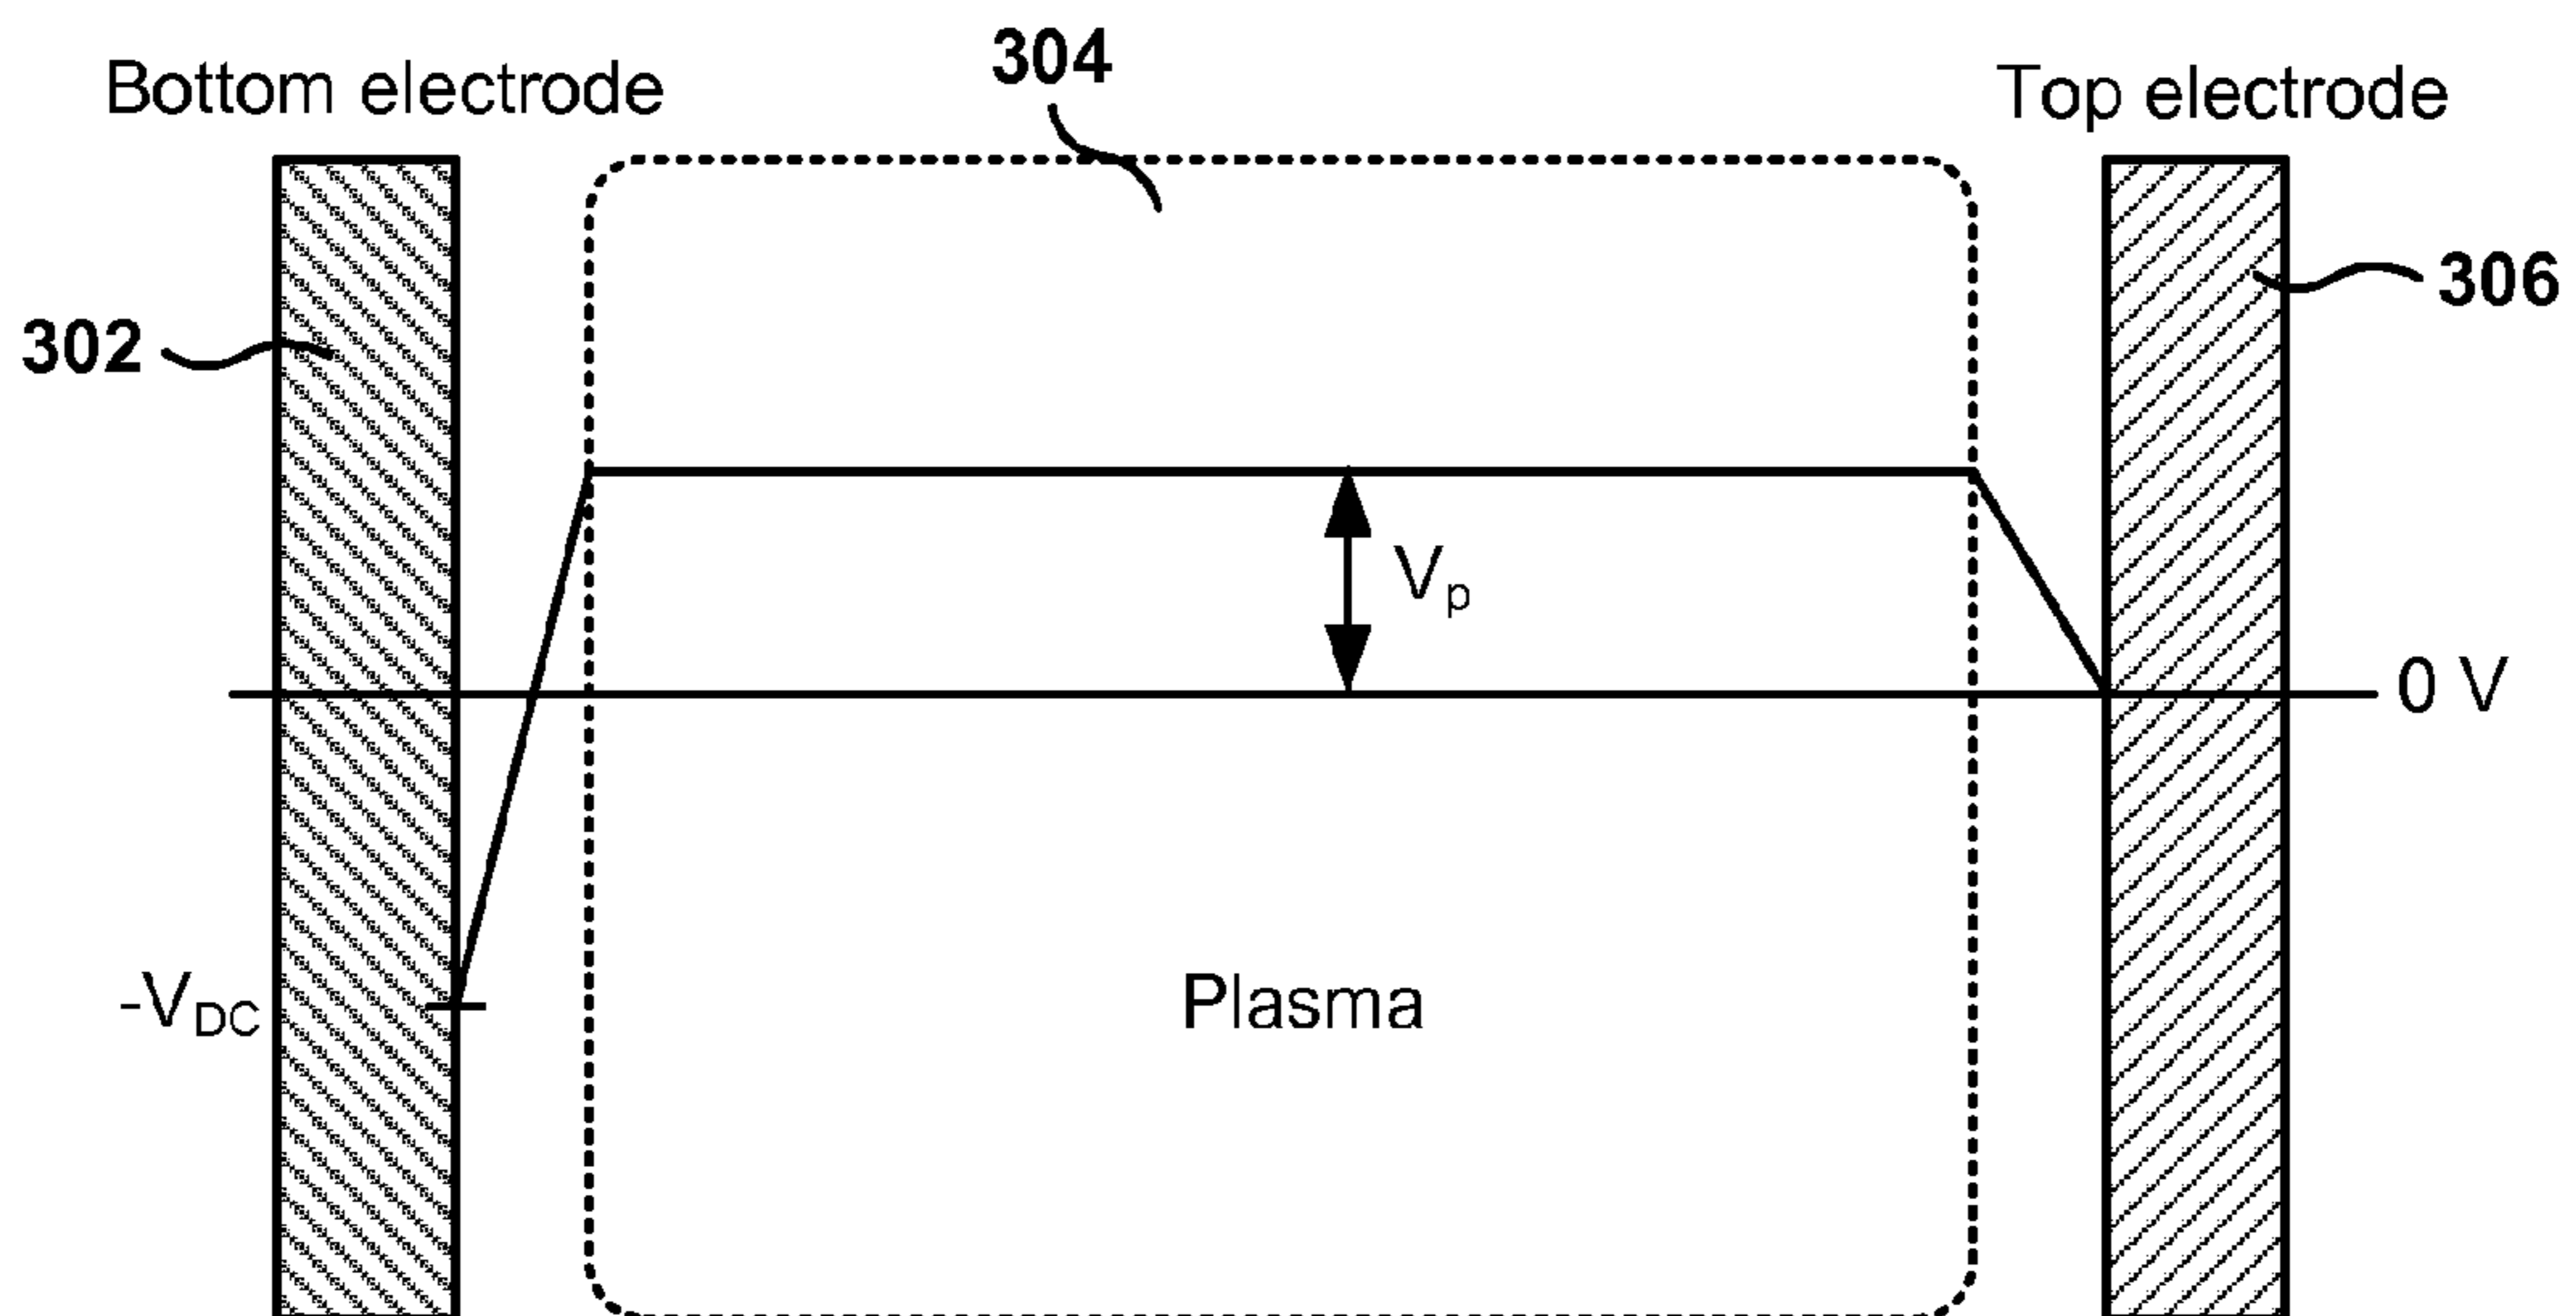 304
Bottom electrode
Top electrode
306
302
Vp
0 V
-VDC
Plasma